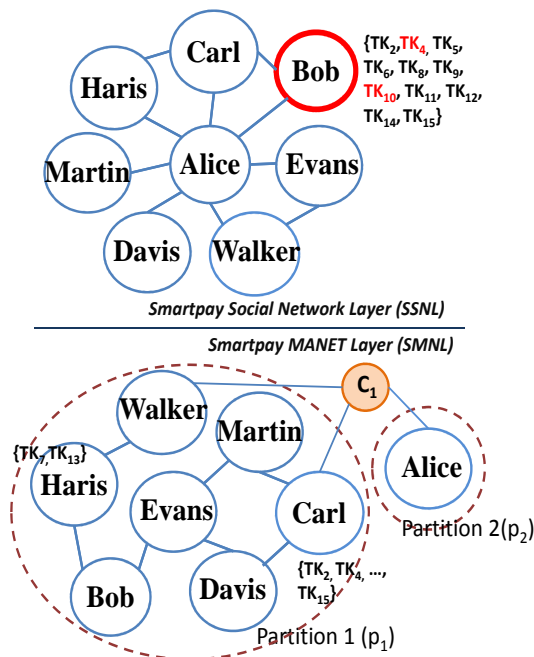 Carl
Bob
{TK2,TK4, TK5,
TK6, TK8, TK9,
TK10, TK11, TK12,
TK14, TK15}
Haris
Martin
Alice
Evans
Davis
Walker
Smartpay Social Network Layer (SSNL)
Smartpay MANET Layer (SMNL)
C1
Walker
Martin
{TK7,TK13}
Haris
Alice
Evans
Carl
Partition 2(p2)
{TK2, TK4, ...,
TK15}
Davis
Bob
Partition 1 (p1)